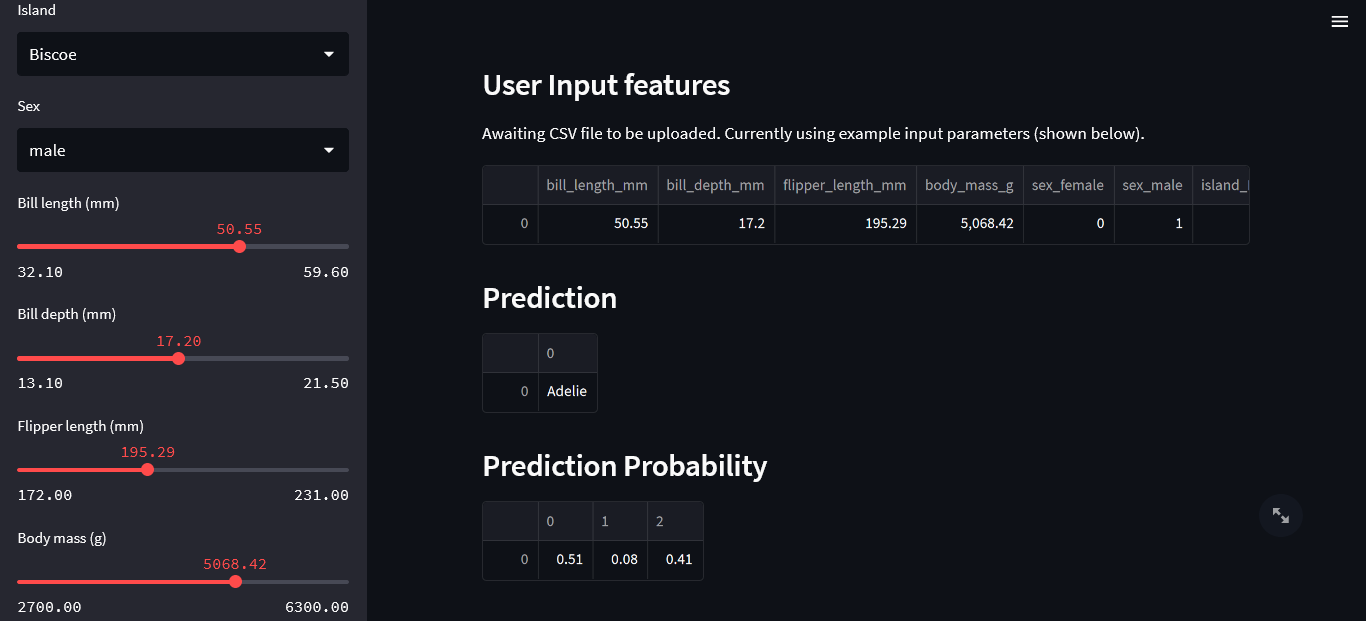 Island
Biscoe
Sex
male
Bill length (mm)
50.55
32.10 59.60
Bill depth (mm)
17.20
13.10 21.50
Flipper length (mm)
195.29
172.00 231.00
Body mass (g)
5068.42
2700.00 6300.00
User Input features
Awaiting CSV file to be uploaded. Currently using example input parameters (shown below).
bill_length_mm bill_depth_mm flipper_length_mm body_mass_g sex_female sex_male island_
0 50.55 17.2 195.29 5,068.42 0 1
Prediction
0
0 Adelie
Prediction Probability
0 1 2
0 0.51 0.08 0.41